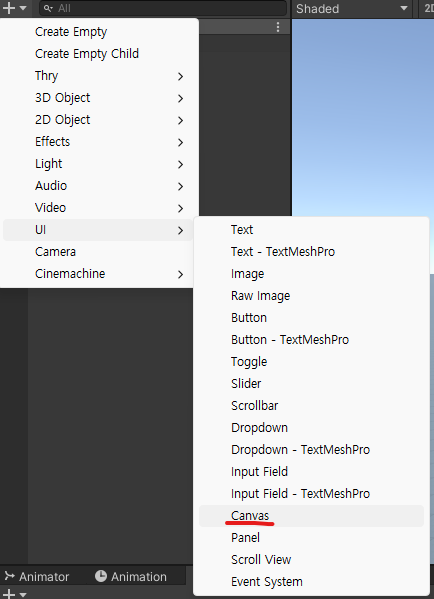 All
Shaded
2D
Create Empty
Create Empty Child
Thry
3D Object
2D Object
Effects
Light
Audio
Video
UI
Camera
Cinemachine
Text
Text - TextMeshPro
Image
Raw Image
Button
Button - TextMeshPro
Toggle
Slider
Scrollbar
Dropdown
Dropdown - TextMeshPro
Input Field
Input Field - TextMeshPro
Canvas
Panel
Scroll View
Event System
Animator
Animation